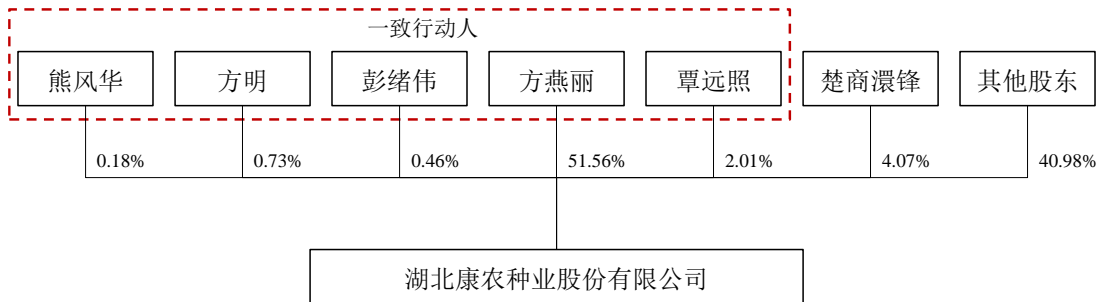 一致行动人
熊风华 方明 彭绪伟 方燕丽 覃远照 楚商澴锋 其他股东
0.18% 0.73% 0.46% 51.56% 2.01% 4.07% 40.98%
湖北康农种业股份有限公司